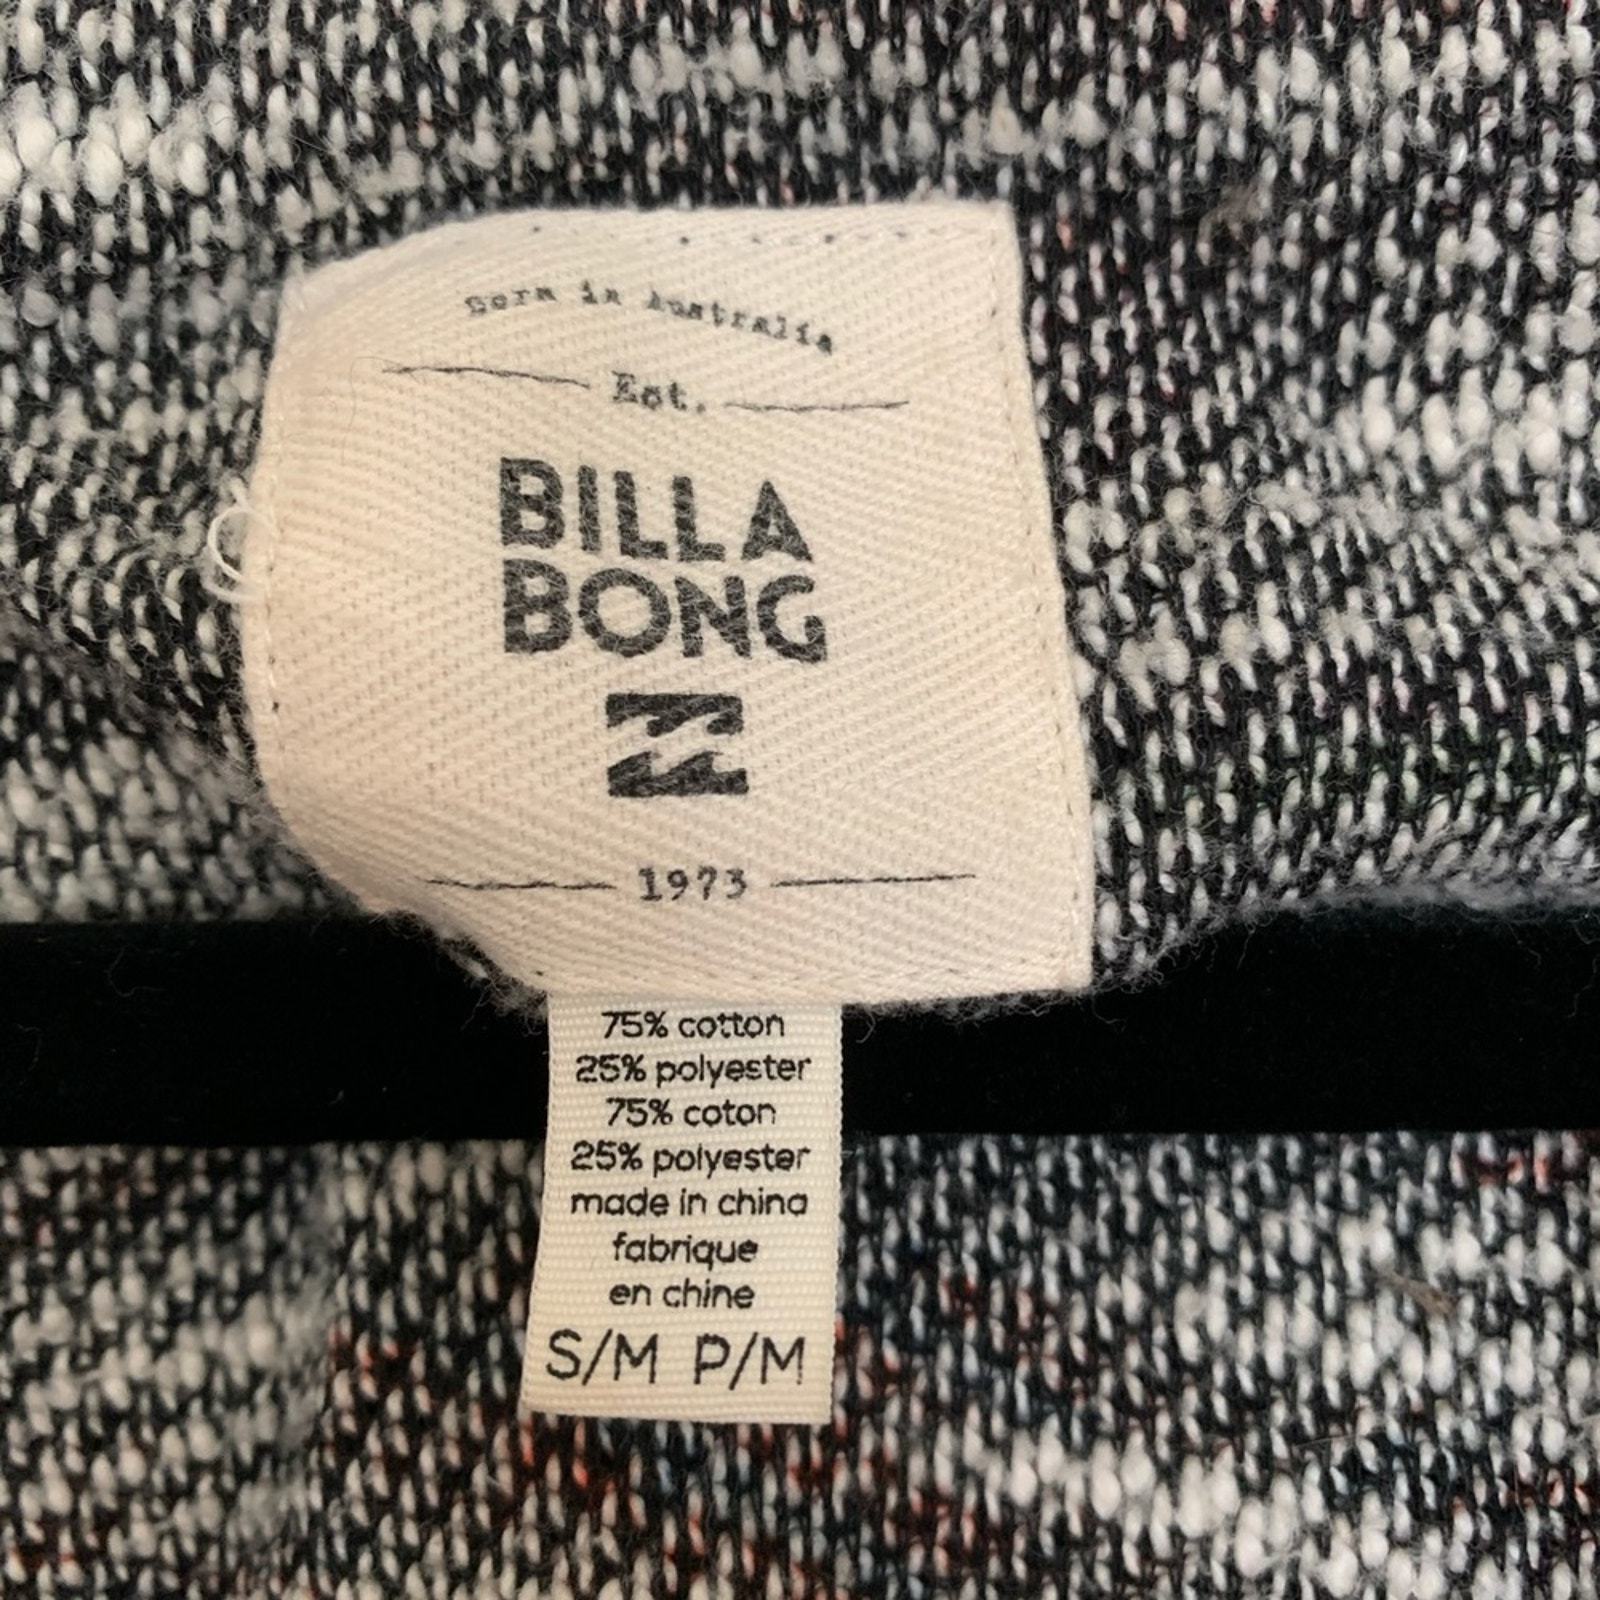 Born in Australia
Est.
BILLA
BONG
1973
75% cotton
25% polyester
75% coton
25% polyester
made in china
fabrique
en chine
S/M P/M